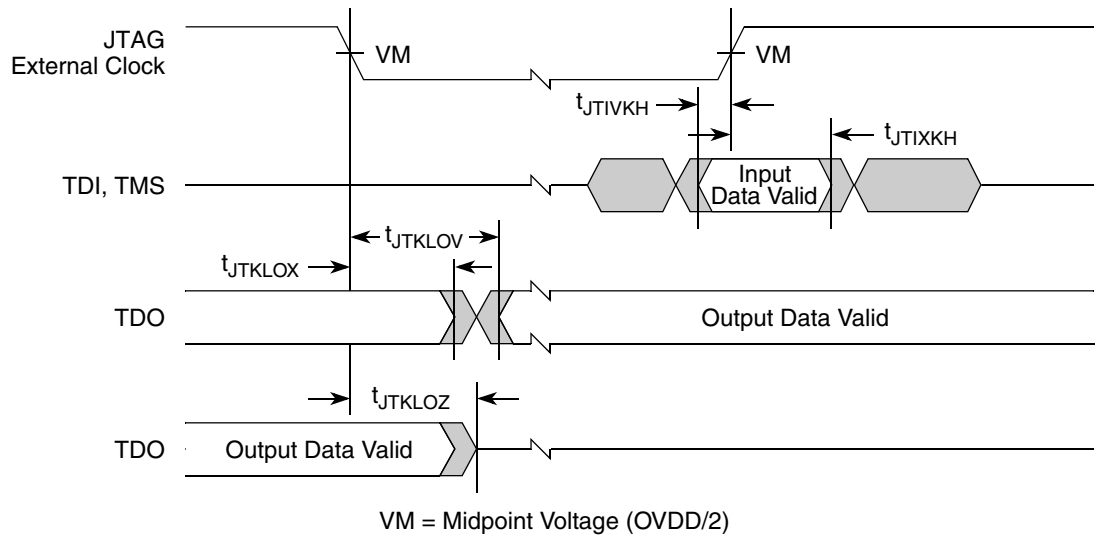 JTAG
External Clock
VM
VM
tJTIVKH
tJTIXKH
TDI, TMS
Input
Data Valid
tJTKLOV
tJTKLOX
TDO
Output Data Valid
tJTKLOZ
TDO
Output Data Valid
VM = Midpoint Voltage (OVDD/2)